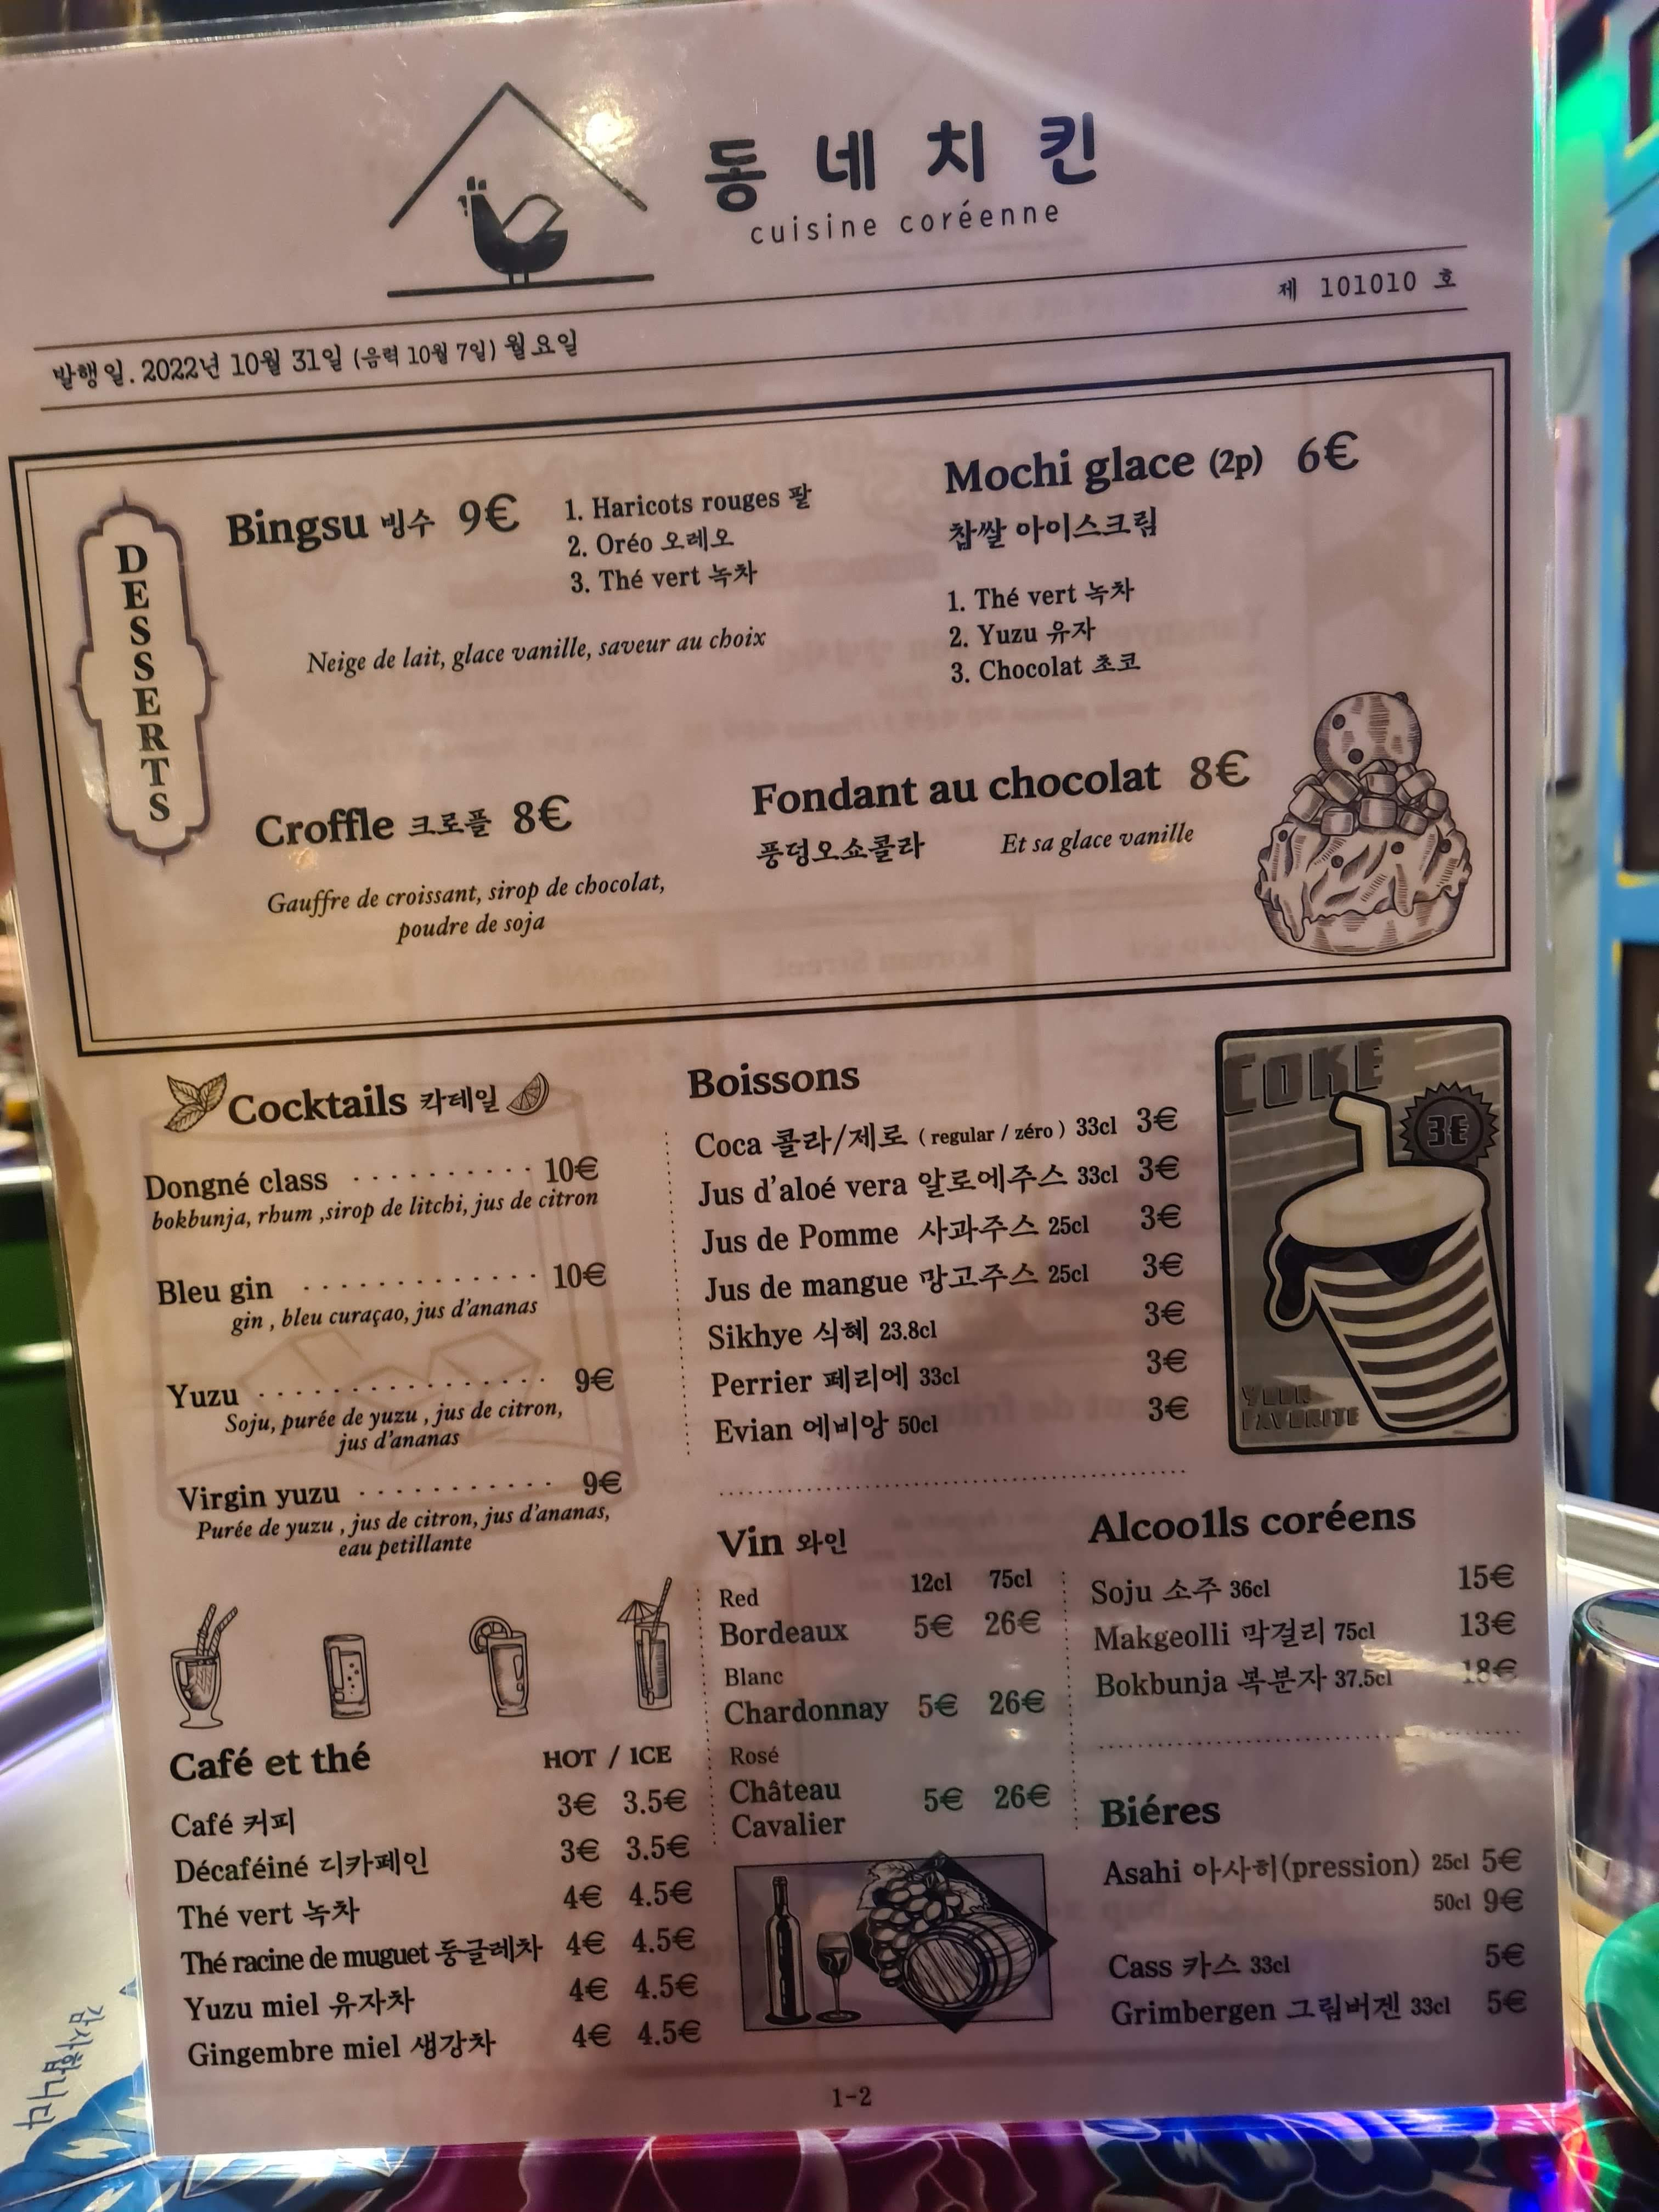 동네치킨
cuisine coréenne
제 101010 호
발행일. 2022년 10월 31일 (음력 10월 7일) 월요일
DESSERTS
Bingsu 빙수 9€
1. Haricots rouges 팥
2. Oréo 오레오
3. Thé vert 녹차
Neige de lait, glace vanille, saveur au choix
Mochi glace (2p) 6€
찹쌀 아이스크림
1. Thé vert 녹차
2. Yuzu 유자
3. Chocolat 초코
Croffle 크로플 8€
Gauffre de croissant, sirop de chocolat,
poudre de soja
Fondant au chocolat 8€
퐁덩오쇼콜라 Et sa glace vanille
Cocktails 칵테일
Dongné class 10€
bokbunja, rhum ,sirop de litchi, jus de citron
Bleu gin 10€
gin , bleu curaçao, jus d'ananas
Yuzu 9€
Soju, purée de yuzu , jus de citron,
jus d'ananas
Virgin yuzu 9€
Purée de yuzu , jus de citron, jus d'ananas,
eau petillante
Boissons
Coca 콜라/제로 ( regular / zéro ) 33cl 3€
Jus d'aloé vera 알로에주스 33cl 3€
Jus de Pomme 사과주스 25cl 3€
Jus de mangue 망고주스 25cl 3€
Sikhye 식혜 23.8cl 3€
Perrier 페리에 33cl 3€
Evian 에비앙 50cl 3€
COKE
3€
YOUR
FAVORITE
Café et thé HOT / ICE
Café 커피 3€ 3.5€
Décaféiné 디카페인 3€ 3.5€
Thé vert 녹차 4€ 4.5€
Thé racine de muguet 둥글레차 4€ 4.5€
Yuzu miel 유자차 4€ 4.5€
Gingembre miel 생강차 4€ 4.5€
Vin 와인
Red 12cl 75cl
Bordeaux 5€ 26€
Blanc
Chardonnay 5€ 26€
Rosé
Château
Cavalier 5€ 26€
Alcoo1ls coréens
Soju 소주 36cl 15€
Makgeolli 막걸리 75cl 13€
Bokbunja 복분자 37.5cl 18€
Biéres
Asahi 아사히(pression) 25cl 5€
50cl 9€
Cass 카스 33cl 5€
Grimbergen 그림버겐 33cl 5€
1-2
감사합니다